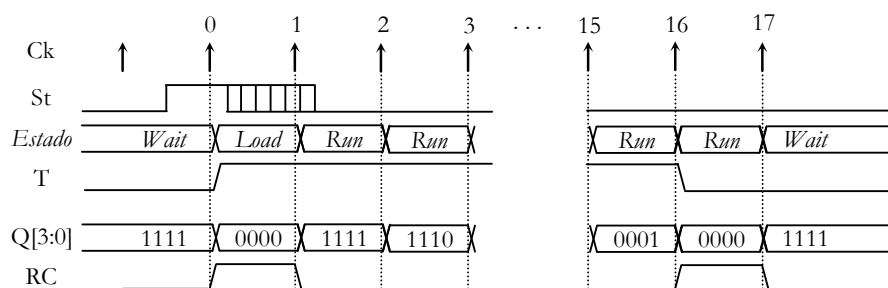 0 1 2 3 ... 15 16 17
Ck
St
Estado Wait Load Run Run Run Run Wait
T
Q[3:0] 1111 0000 1111 1110 0001 0000 1111
RC